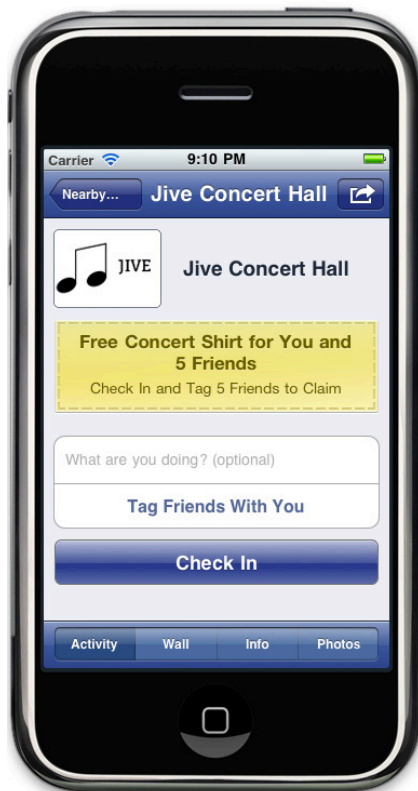 Carrier 9:10 PM
Nearby... Jive Concert Hall
JIVE
Jive Concert Hall
Free Concert Shirt for You and
5 Friends
Check In and Tag 5 Friends to Claim
What are you doing? (optional)
Tag Friends With You
Check In
Activity Wall Info Photos